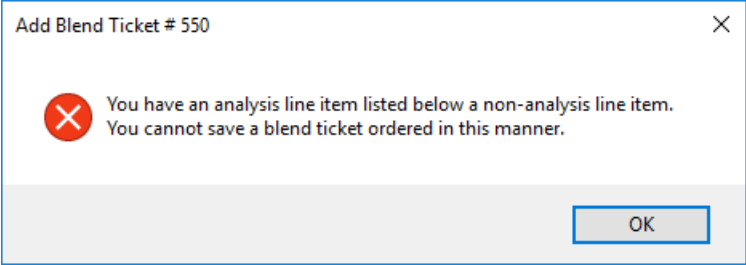 Add Blend Ticket # 550
You have an analysis line item listed below a non-analysis line item.
You cannot save a blend ticket ordered in this manner.
OK